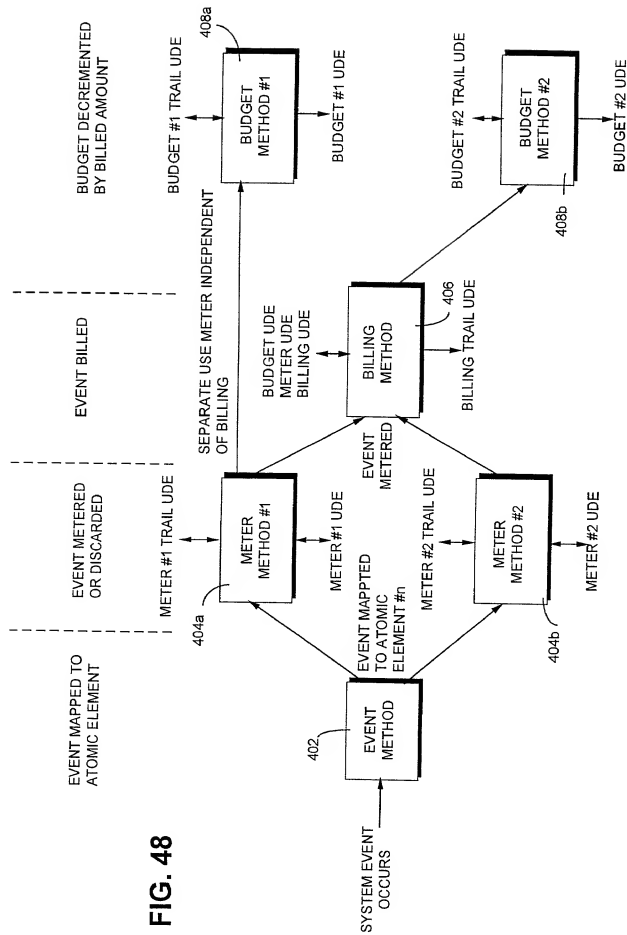 FIG. 48
EVENT MAPPED TO
ATOMIC ELEMENT
EVENT METERED
OR DISCARDED
EVENT BILLED
BUDGET DECREMENTED
BY BILLED AMOUNT
SYSTEM EVENT
OCCURS
402
EVENT
METHOD
EVENT MAPPTED
TO ATOMIC
ELEMENT #n
METER #1 TRAIL UDE
404a
METER
METHOD #1
METER #1 UDE
METER #2 TRAIL UDE
METER
METHOD #2
404b
METER #2 UDE
SEPARATE USE METER INDEPENDENT
OF BILLING
EVENT
METERED
BUDGET UDE
METER UDE
BILLING UDE
BILLING
METHOD
406
BILLING TRAIL UDE
BUDGET #1 TRAIL UDE
408a
BUDGET
METHOD #1
BUDGET #1 UDE
BUDGET #2 TRAIL UDE
BUDGET
METHOD #2
408b
BUDGET #2 UDE